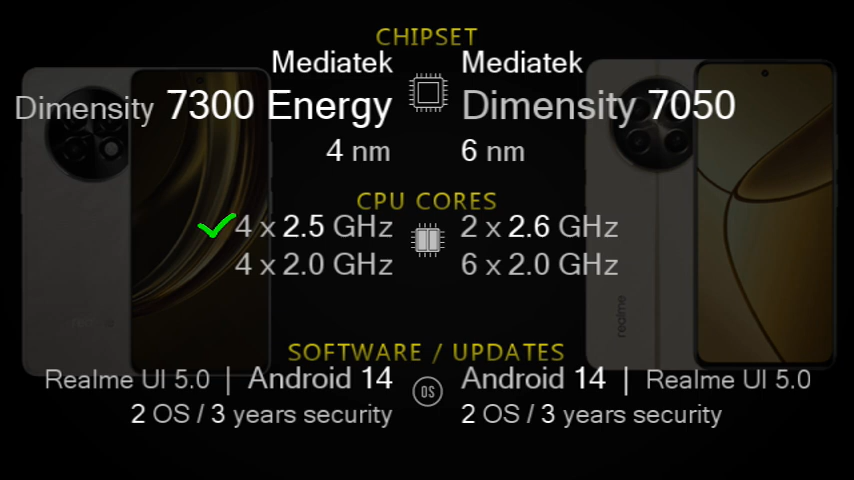 CHIPSET
Mediatek
Mediatek
Dimensity 7300 Energy
Dimensity 7050
4 nm
6 nm
CPU CORES
4 x 2.5 GHz
2 x 2.6 GHz
4 x 2.0 GHz
6 x 2.0 GHz
realme
SOFTWARE / UPDATES
Realme UI 5.0 | Android 14
OS
Android 14 | Realme UI 5.0
2 OS / 3 years security
2 OS / 3 years security